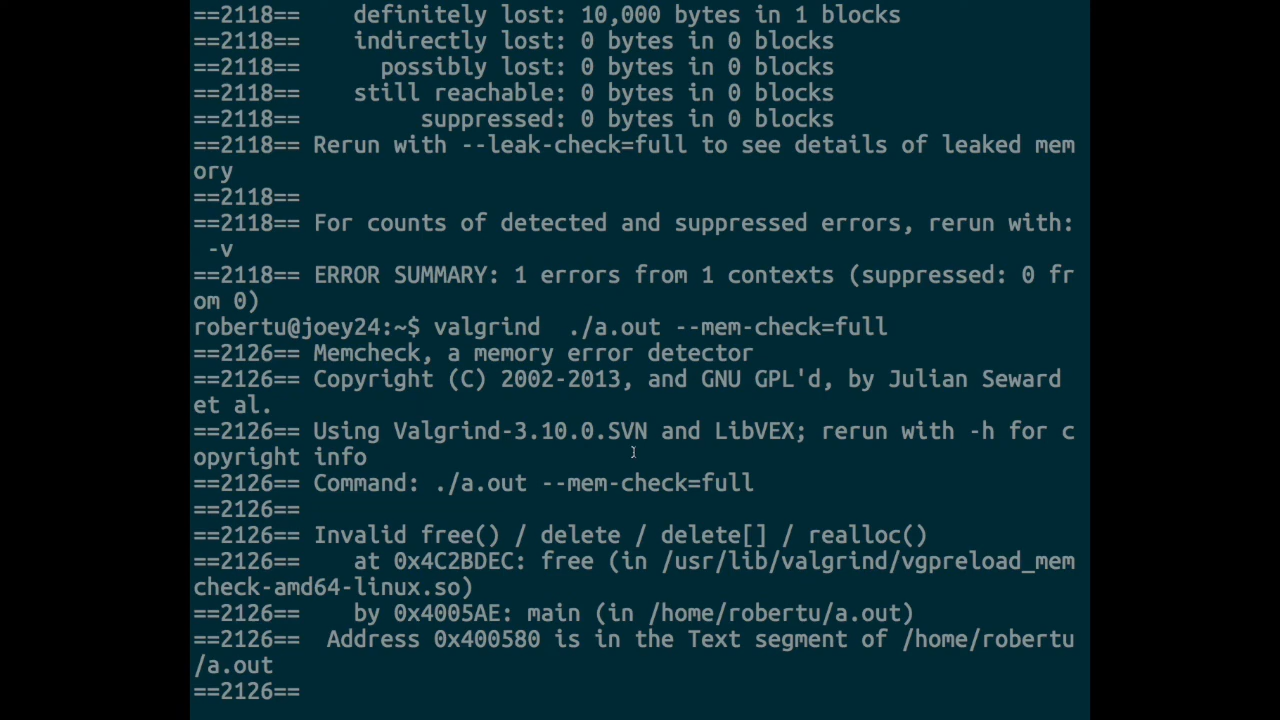 ==2118==    definitely lost: 10,000 bytes in 1 blocks
==2118==    indirectly lost: 0 bytes in 0 blocks
==2118==      possibly lost: 0 bytes in 0 blocks
==2118==    still reachable: 0 bytes in 0 blocks
==2118==         suppressed: 0 bytes in 0 blocks
==2118== Rerun with --leak-check=full to see details of leaked mem
ory
==2118==
==2118== For counts of detected and suppressed errors, rerun with:
 -v
==2118== ERROR SUMMARY: 1 errors from 1 contexts (suppressed: 0 fr
om 0)
robertu@joey24:~$ valgrind  ./a.out --mem-check=full
==2126== Memcheck, a memory error detector
==2126== Copyright (C) 2002-2013, and GNU GPL'd, by Julian Seward
et al.
==2126== Using Valgrind-3.10.0.SVN and LibVEX; rerun with -h for c
opyright info
==2126== Command: ./a.out --mem-check=full
==2126==
==2126== Invalid free() / delete / delete[] / realloc()
==2126==    at 0x4C2BDEC: free (in /usr/lib/valgrind/vgpreload_mem
check-amd64-linux.so)
==2126==    by 0x4005AE: main (in /home/robertu/a.out)
==2126==  Address 0x400580 is in the Text segment of /home/robertu
/a.out
==2126==